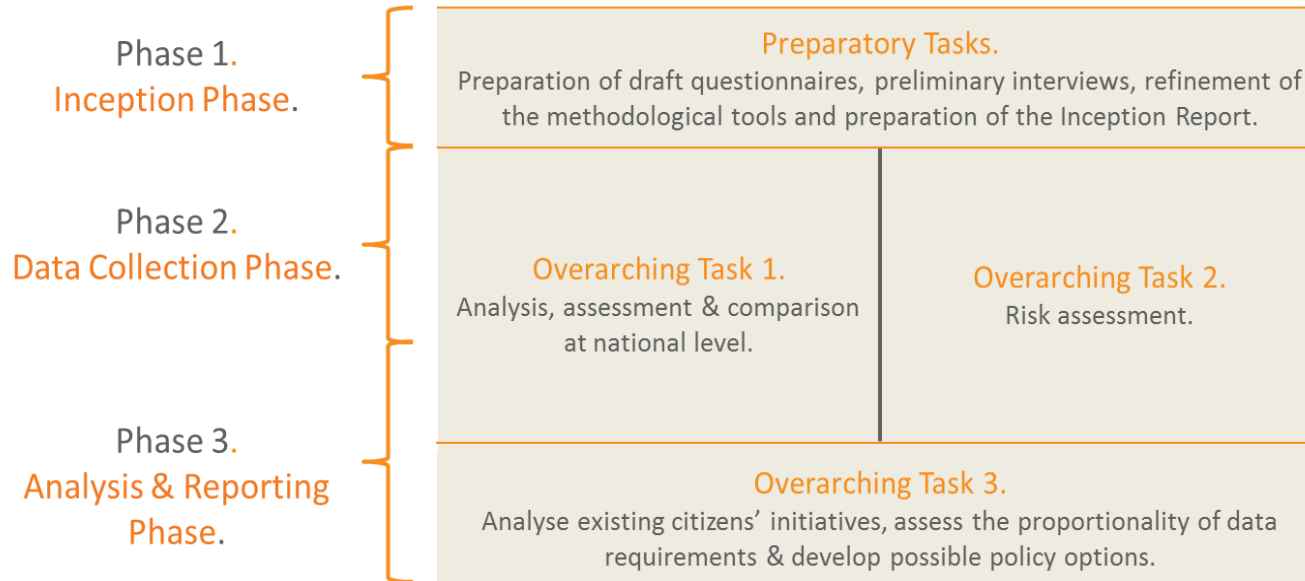 Phase 1.
Inception Phase.
Preparatory Tasks.
Preparation of draft questionnaires, preliminary interviews, refinement of
the methodological tools and preparation of the Inception Report.
Phase 2.
Data Collection Phase.
Overarching Task 1.
Analysis, assessment & comparison
at national level.
Overarching Task 2.
Risk assessment.
Phase 3.
Analysis & Reporting
Phase.
Overarching Task 3.
Analyse existing citizens’ initiatives, assess the proportionality of data
requirements & develop possible policy options.